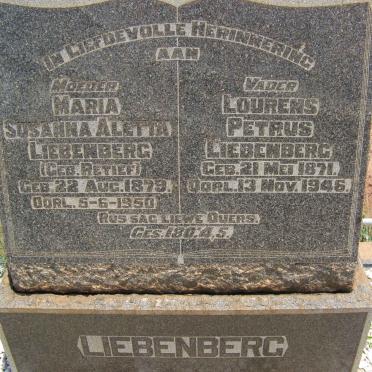 IN LIEFDEVOLLE HERINNERING
AAN
MOEDER
MARIA
SUSANNA ALETTA
LIEBENBERG
(GEB. RETIEF)
GEB. 22 AUG. 1879.
OORL. 5-6-1950
VADER
LOURENS
PETRUS
LIEBENBERG
GEB. 21 MEI 1871.
OORL. 13 NOV. 1946.
RUS SAG LIEWE OUERS.
GES. 180.4,5.
LIEBENBERG